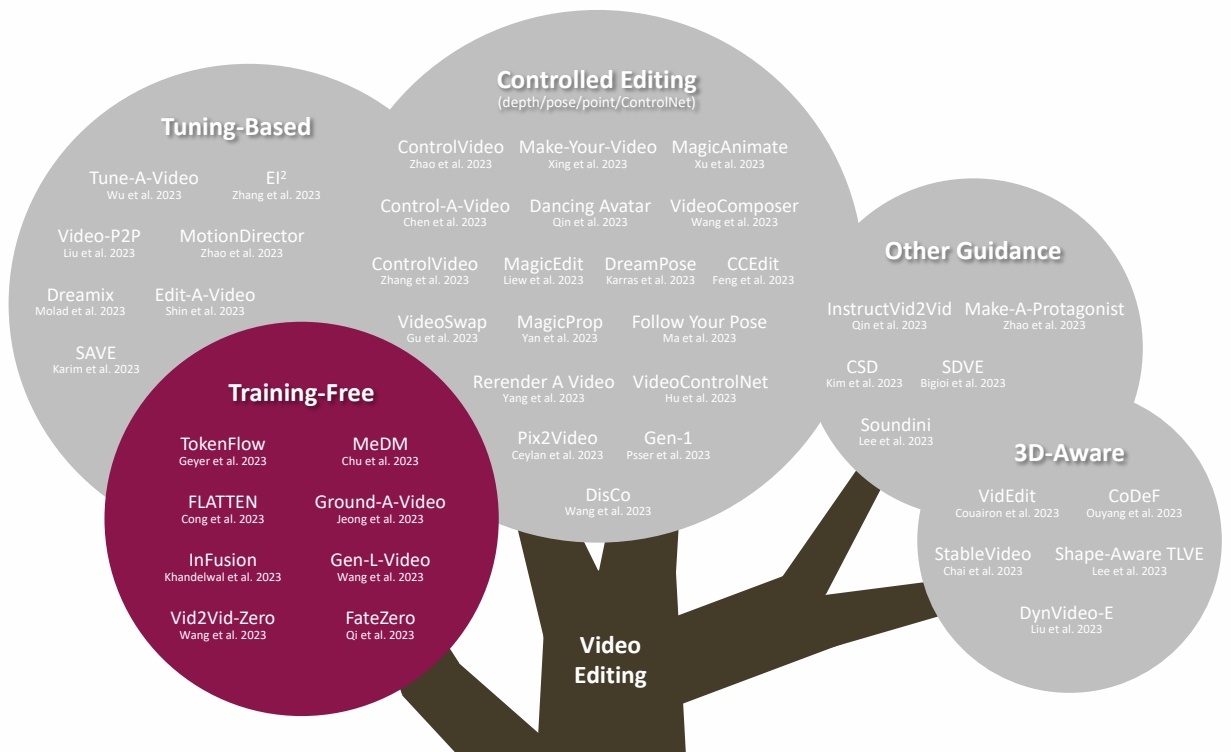 Controlled Editing
(depth/pose/point/ControlNet)
ControlVideo Make-Your-Video MagicAnimate
Zhao et al. 2023 Xing et al. 2023 Xu et al. 2023
Control-A-Video Dancing Avatar VideoComposer
Chen et al. 2023 Qin et al. 2023 Wang et al. 2023
ControlVideo MagicEdit DreamPose CCEdit
Zhang et al. 2023 Liew et al. 2023 Karras et al. 2023 Feng et al. 2023
VideoSwap MagicProp Follow Your Pose
Gu et al. 2023 Yan et al. 2023 Ma et al. 2023
Rerender A Video VideoControlNet
Yang et al. 2023 Hu et al. 2023
Pix2Video Gen-1
Ceylan et al. 2023 Psser et al. 2023
DisCo
Wang et al. 2023
Tuning-Based
Tune-A-Video EI²
Wu et al. 2023 Zhang et al. 2023
Video-P2P MotionDirector
Liu et al. 2023 Zhao et al. 2023
Dreamix Edit-A-Video
Molad et al. 2023 Shin et al. 2023
SAVE
Karim et al. 2023
Training-Free
TokenFlow MeDM
Geyer et al. 2023 Chu et al. 2023
FLATTEN Ground-A-Video
Cong et al. 2023 Jeong et al. 2023
InFusion Gen-L-Video
Khandelwal et al. 2023 Wang et al. 2023
Vid2Vid-Zero FateZero
Wang et al. 2023 Qi et al. 2023
Other Guidance
InstructVid2Vid Make-A-Protagonist
Qin et al. 2023 Zhao et al. 2023
CSD SDVE
Kim et al. 2023 Bigioi et al. 2023
Soundini
Lee et al. 2023
3D-Aware
VidEdit CoDeF
Couairon et al. 2023 Ouyang et al. 2023
StableVideo Shape-Aware TLVE
Chai et al. 2023 Lee et al. 2023
DynVideo-E
Liu et al. 2023
Video
Editing